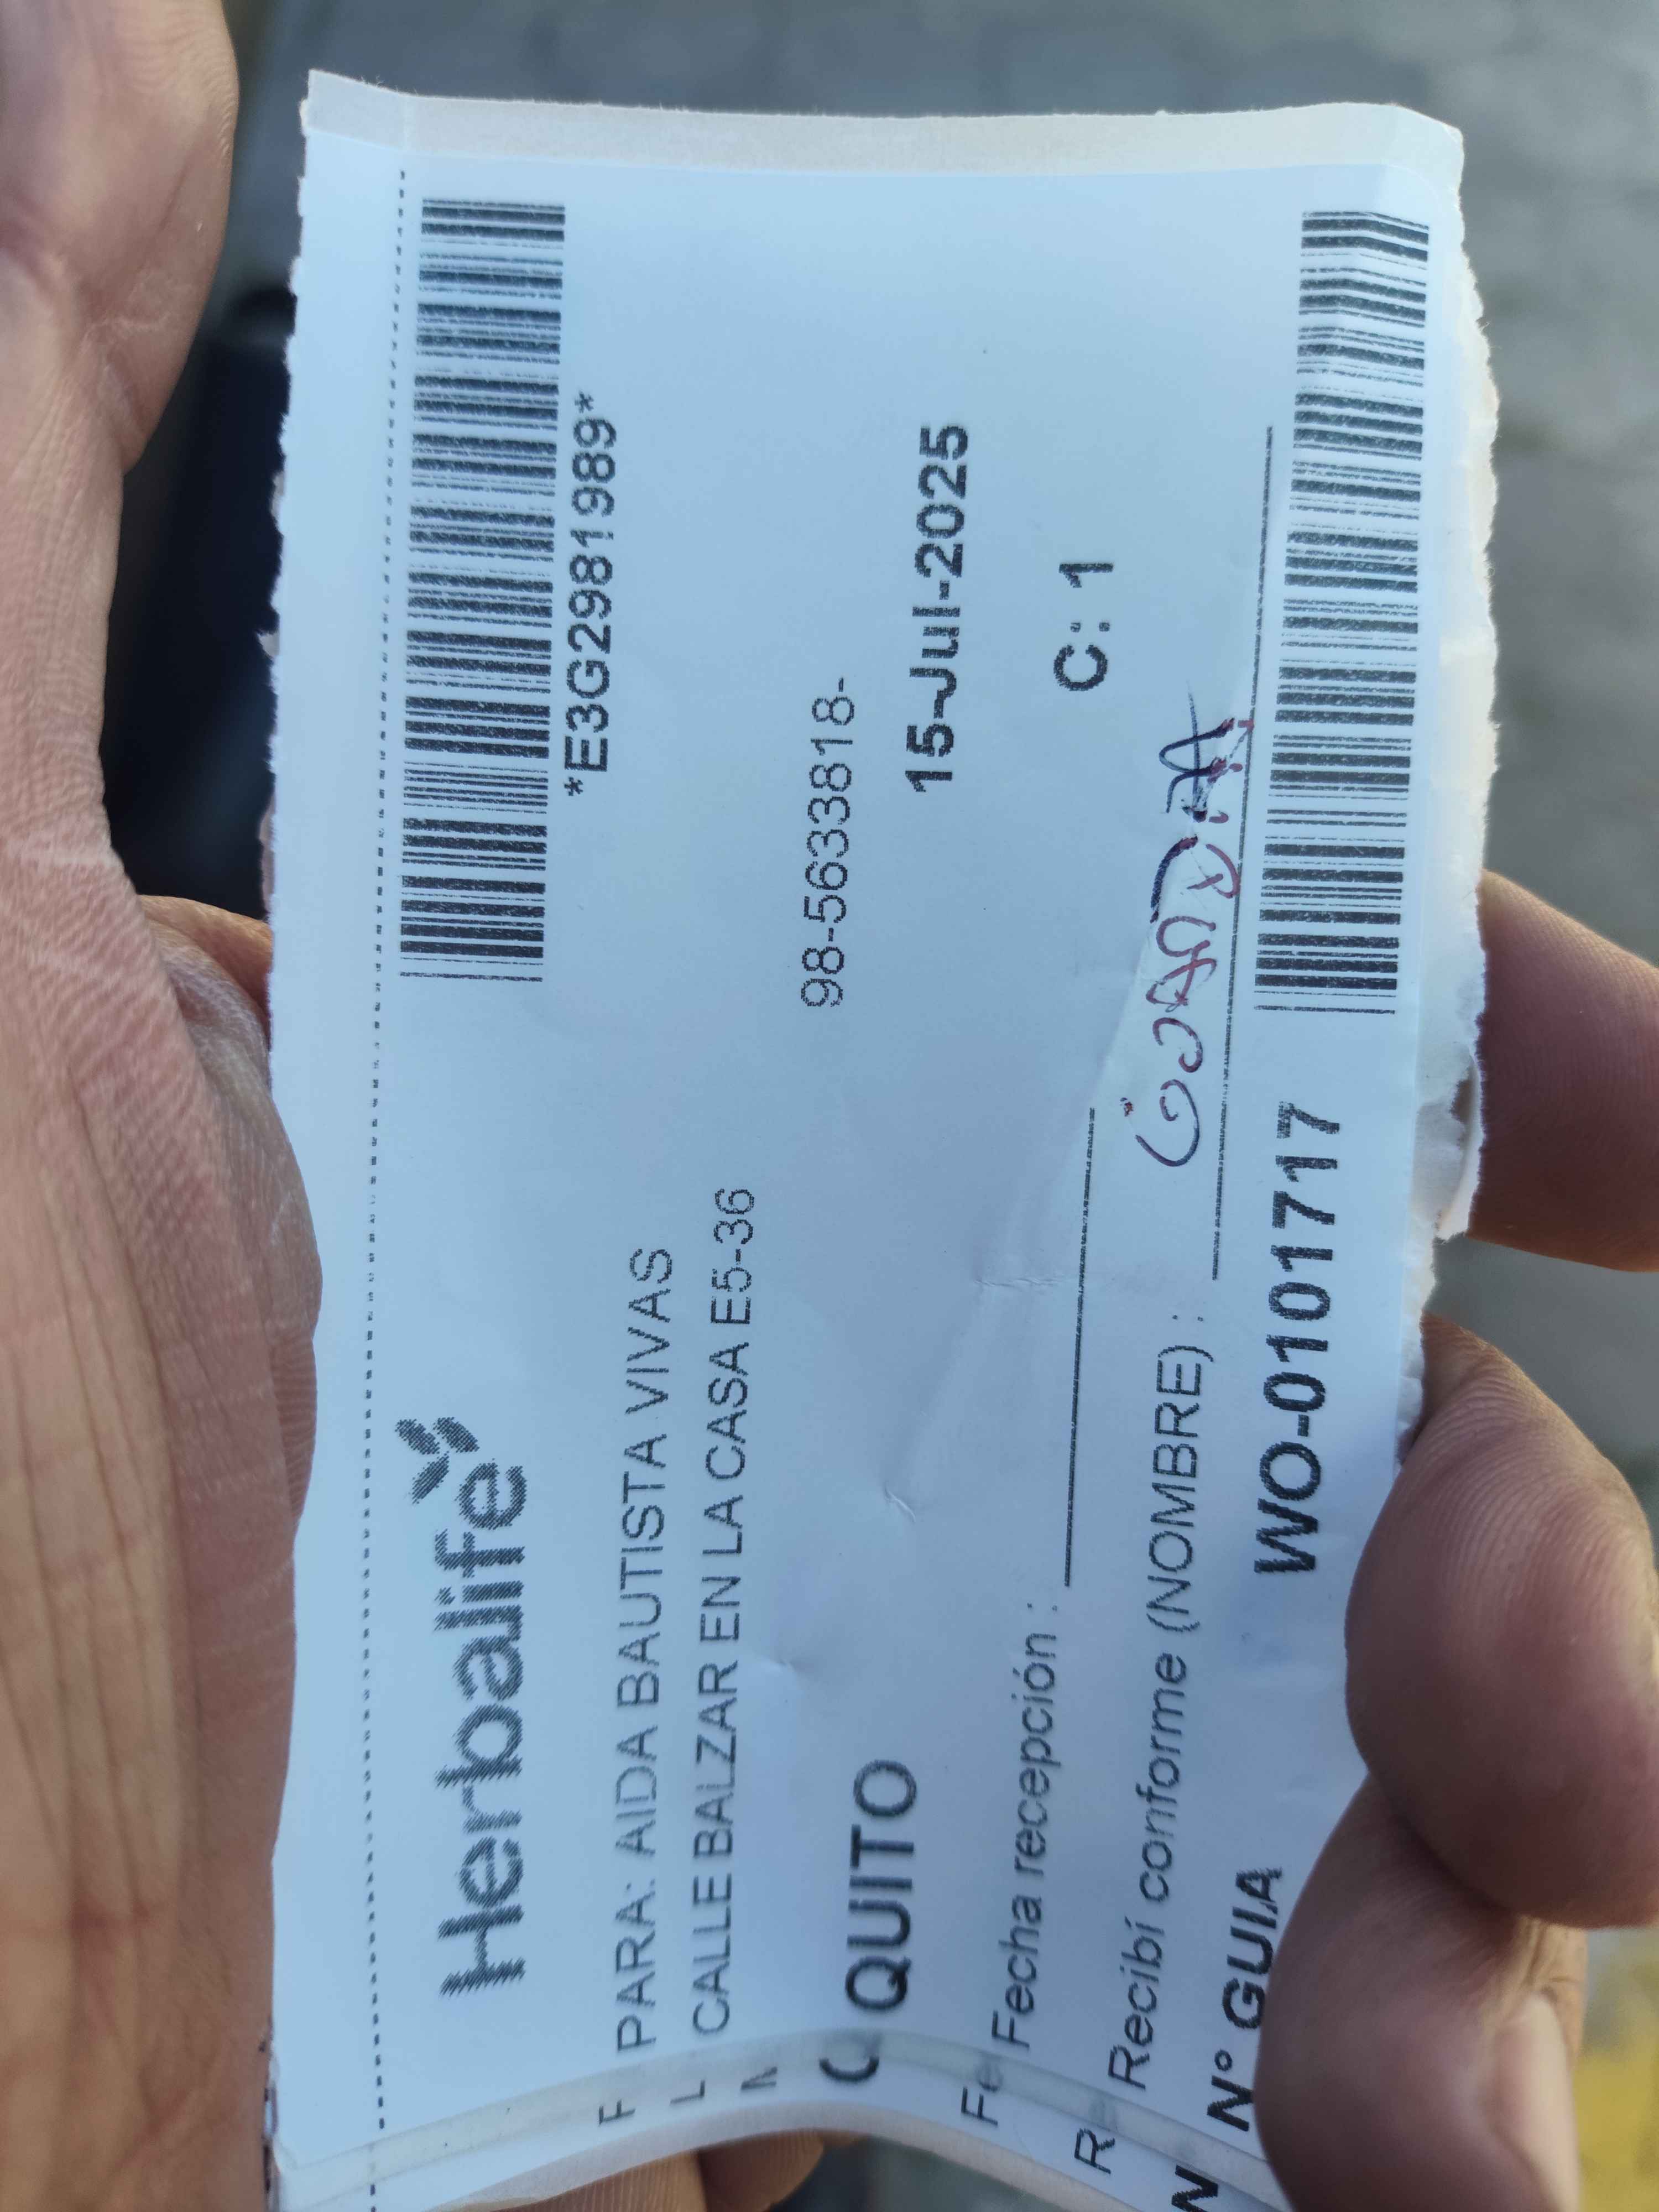 Herbalife
*E3G2981989*
PARA: AIDA BAUTISTA VIVAS
CALLE BALZAR EN LA CASA E5-36
98-5633818-
QUITO
15-Jul-2025
Fecha recepción :
C: 1
Recibí conforme (NOMBRE) :
N° GUIA
WO-0101717